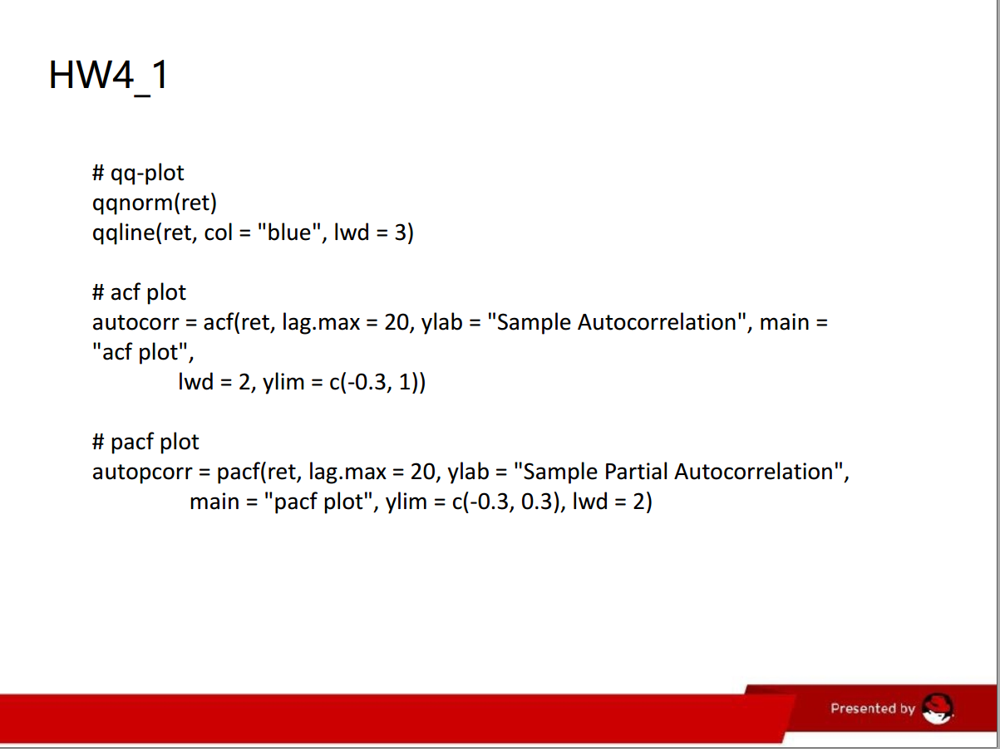 HW4_1
# qq-plot
qqnorm(ret)
qqline(ret, col = "blue", lwd = 3)
# acf plot
autocorr = acf(ret, lag.max = 20, ylab = "Sample Autocorrelation", main =
"acf plot",
lwd = 2, ylim = c(-0.3, 1))
# pacf plot
autopcorr = pacf(ret, lag.max = 20, ylab = "Sample Partial Autocorrelation",
main = "pacf plot", ylim = c(-0.3, 0.3), lwd = 2)
Presented by